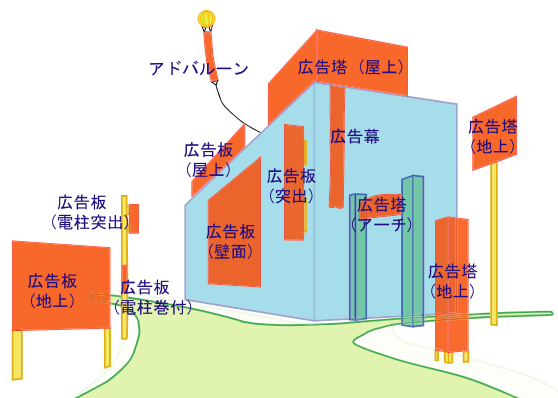 アドバルーン
広告塔（屋上）
広告幕
広告塔
（地上）
広告板
（屋上）
広告板
（突出）
広告板
（電柱突出）
広告塔
（アーチ）
広告板
（壁面）
広告板
（地上）
広告板
（電柱巻付）
広告塔
（地上）